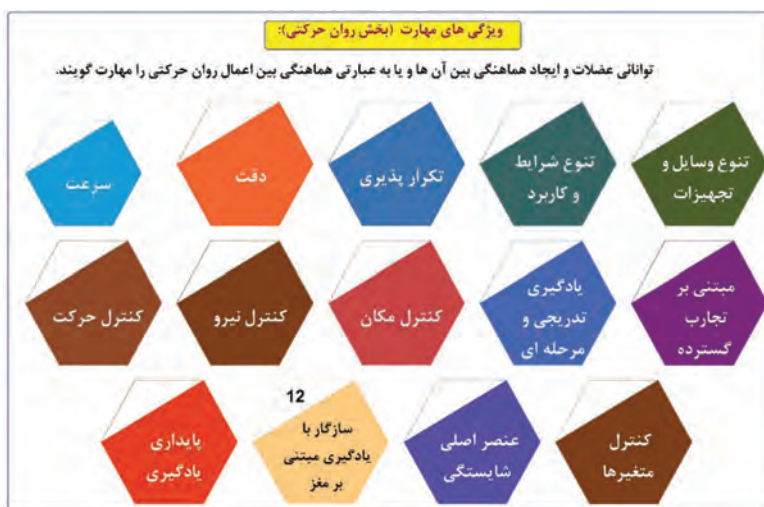 ویژگی های مهارت (بخش روان حرکتی):
توانائی عضلات و ایجاد هماهنگی بین آن ها و یا به عبارتی هماهنگی بین اعمال روان حرکتی را مهارت گویند.
تنوع وسایل و
تجهیزات
تنوع شرایط
و کاربرد
تکرار پذیری
دقت
سرعت
مبتنی بر
تجارب
گسترده
یادگیری
تدریجی و
مرحله ای
کنترل مکان
کنترل نیرو
کنترل حرکت
کنترل
متغیرها
عنصر اصلی
شایستگی
12
سازگار با
یادگیری مبتنی
بر مغز
پایداری
یادگیری